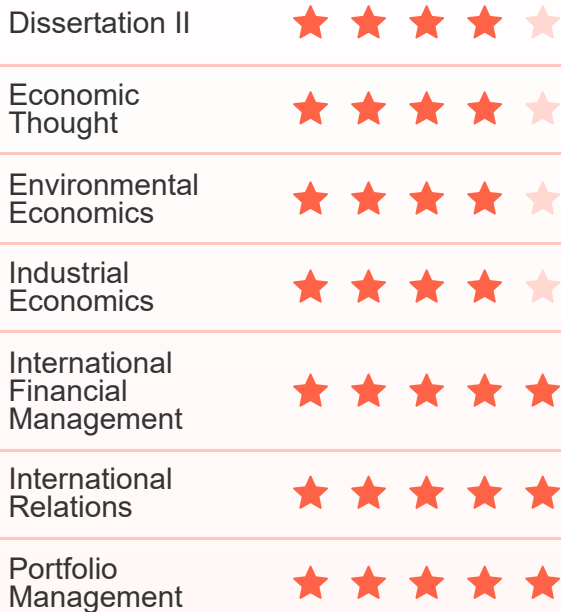 Dissertation II
Economic
Thought
Environmental
Economics
Industrial
Economics
International
Financial
Management
International
Relations
Portfolio
Management